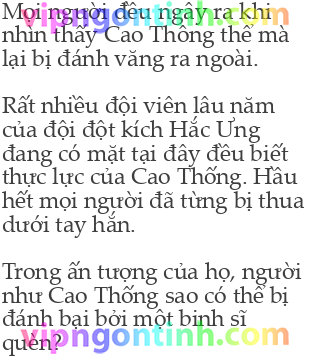 Mọi người đều ngây ra khi
nhìn thấy Cao Thống thế mà
lại bị đánh văng ra ngoài.
Rất nhiều đội viên lâu năm
của đội đột kích Hắc Ưng
đang có mặt tại đây đều biết
thực lực của Cao Thống. Hầu
hết mọi người đã từng bị thua
dưới tay hắn.
Trong ấn tượng của họ, người
như Cao Thống sao có thể bị
đánh bại bởi một binh sĩ
quèn?
vipngontinh.com
vipngontinh.com